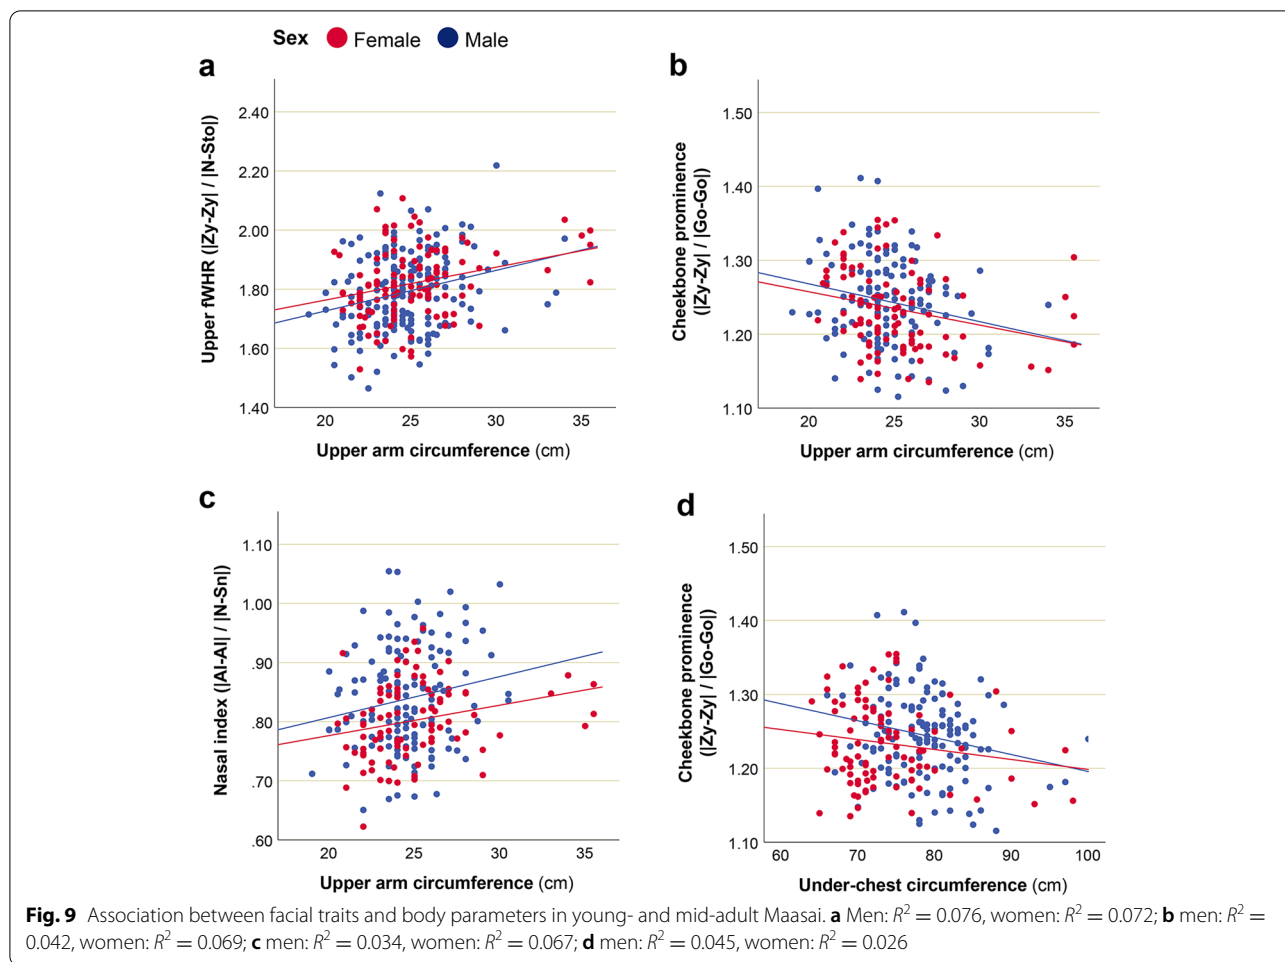 Sex Female Male
a
2.40
2.20
2.00
1.80
1.60
1.40
Upper fWHR (|Zy-Zy| / |N-Sto|)
20 25 30 35
Upper arm circumference (cm)
b
1.50
1.40
1.30
1.20
1.10
Cheekbone prominence
(|Zy-Zy| / |Go-Go|)
20 25 30 35
Upper arm circumference (cm)
c
1.10
1.00
.90
.80
.70
.60
Nasal index (|Al-Al| / |N-Sn|)
20 25 30 35
Upper arm circumference (cm)
d
1.50
1.40
1.30
1.20
1.10
Cheekbone prominence
(|Zy-Zy| / |Go-Go|)
60 70 80 90 100
Under-chest circumference (cm)
Fig. 9 Association between facial traits and body parameters in young- and mid-adult Maasai. a Men: R² = 0.076, women: R² = 0.072; b men: R² =
0.042, women: R² = 0.069; c men: R² = 0.034, women: R² = 0.067; d men: R² = 0.045, women: R² = 0.026